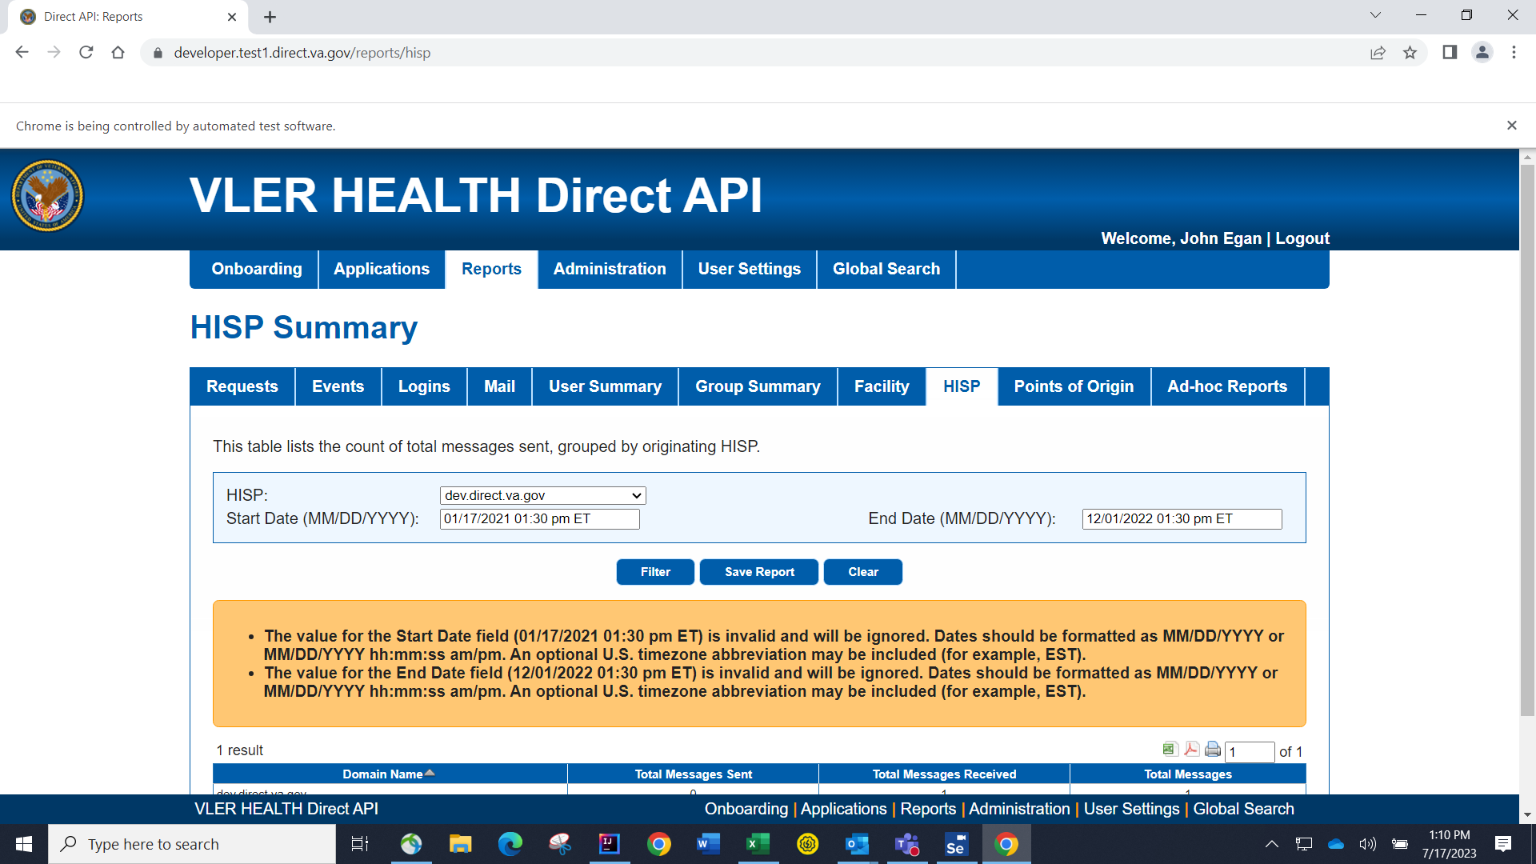 Direct API: Reports
developer.test1.direct.va.gov/reports/hisp
Chrome is being controlled by automated test software.
VLER HEALTH Direct API
Welcome, John Egan | Logout
Onboarding Applications Reports Administration User Settings Global Search
HISP Summary
Requests Events Logins Mail User Summary Group Summary Facility HISP Points of Origin Ad-hoc Reports
This table lists the count of total messages sent, grouped by originating HISP.
HISP: dev.direct.va.gov
Start Date (MM/DD/YYYY): 01/17/2021 01:30 pm ET End Date (MM/DD/YYYY): 12/01/2022 01:30 pm ET
Filter Save Report Clear
• The value for the Start Date field (01/17/2021 01:30 pm ET) is invalid and will be ignored. Dates should be formatted as MM/DD/YYYY or
MM/DD/YYYY hh:mm:ss am/pm. An optional U.S. timezone abbreviation may be included (for example, EST).
• The value for the End Date field (12/01/2022 01:30 pm ET) is invalid and will be ignored. Dates should be formatted as MM/DD/YYYY or
MM/DD/YYYY hh:mm:ss am/pm. An optional U.S. timezone abbreviation may be included (for example, EST).
1 result 1 of 1
Domain Name Total Messages Sent Total Messages Received Total Messages
dev.direct.va.gov 0 1 1
VLER HEALTH Direct API Onboarding | Applications | Reports | Administration | User Settings | Global Search
Type here to search
1:10 PM
7/17/2023